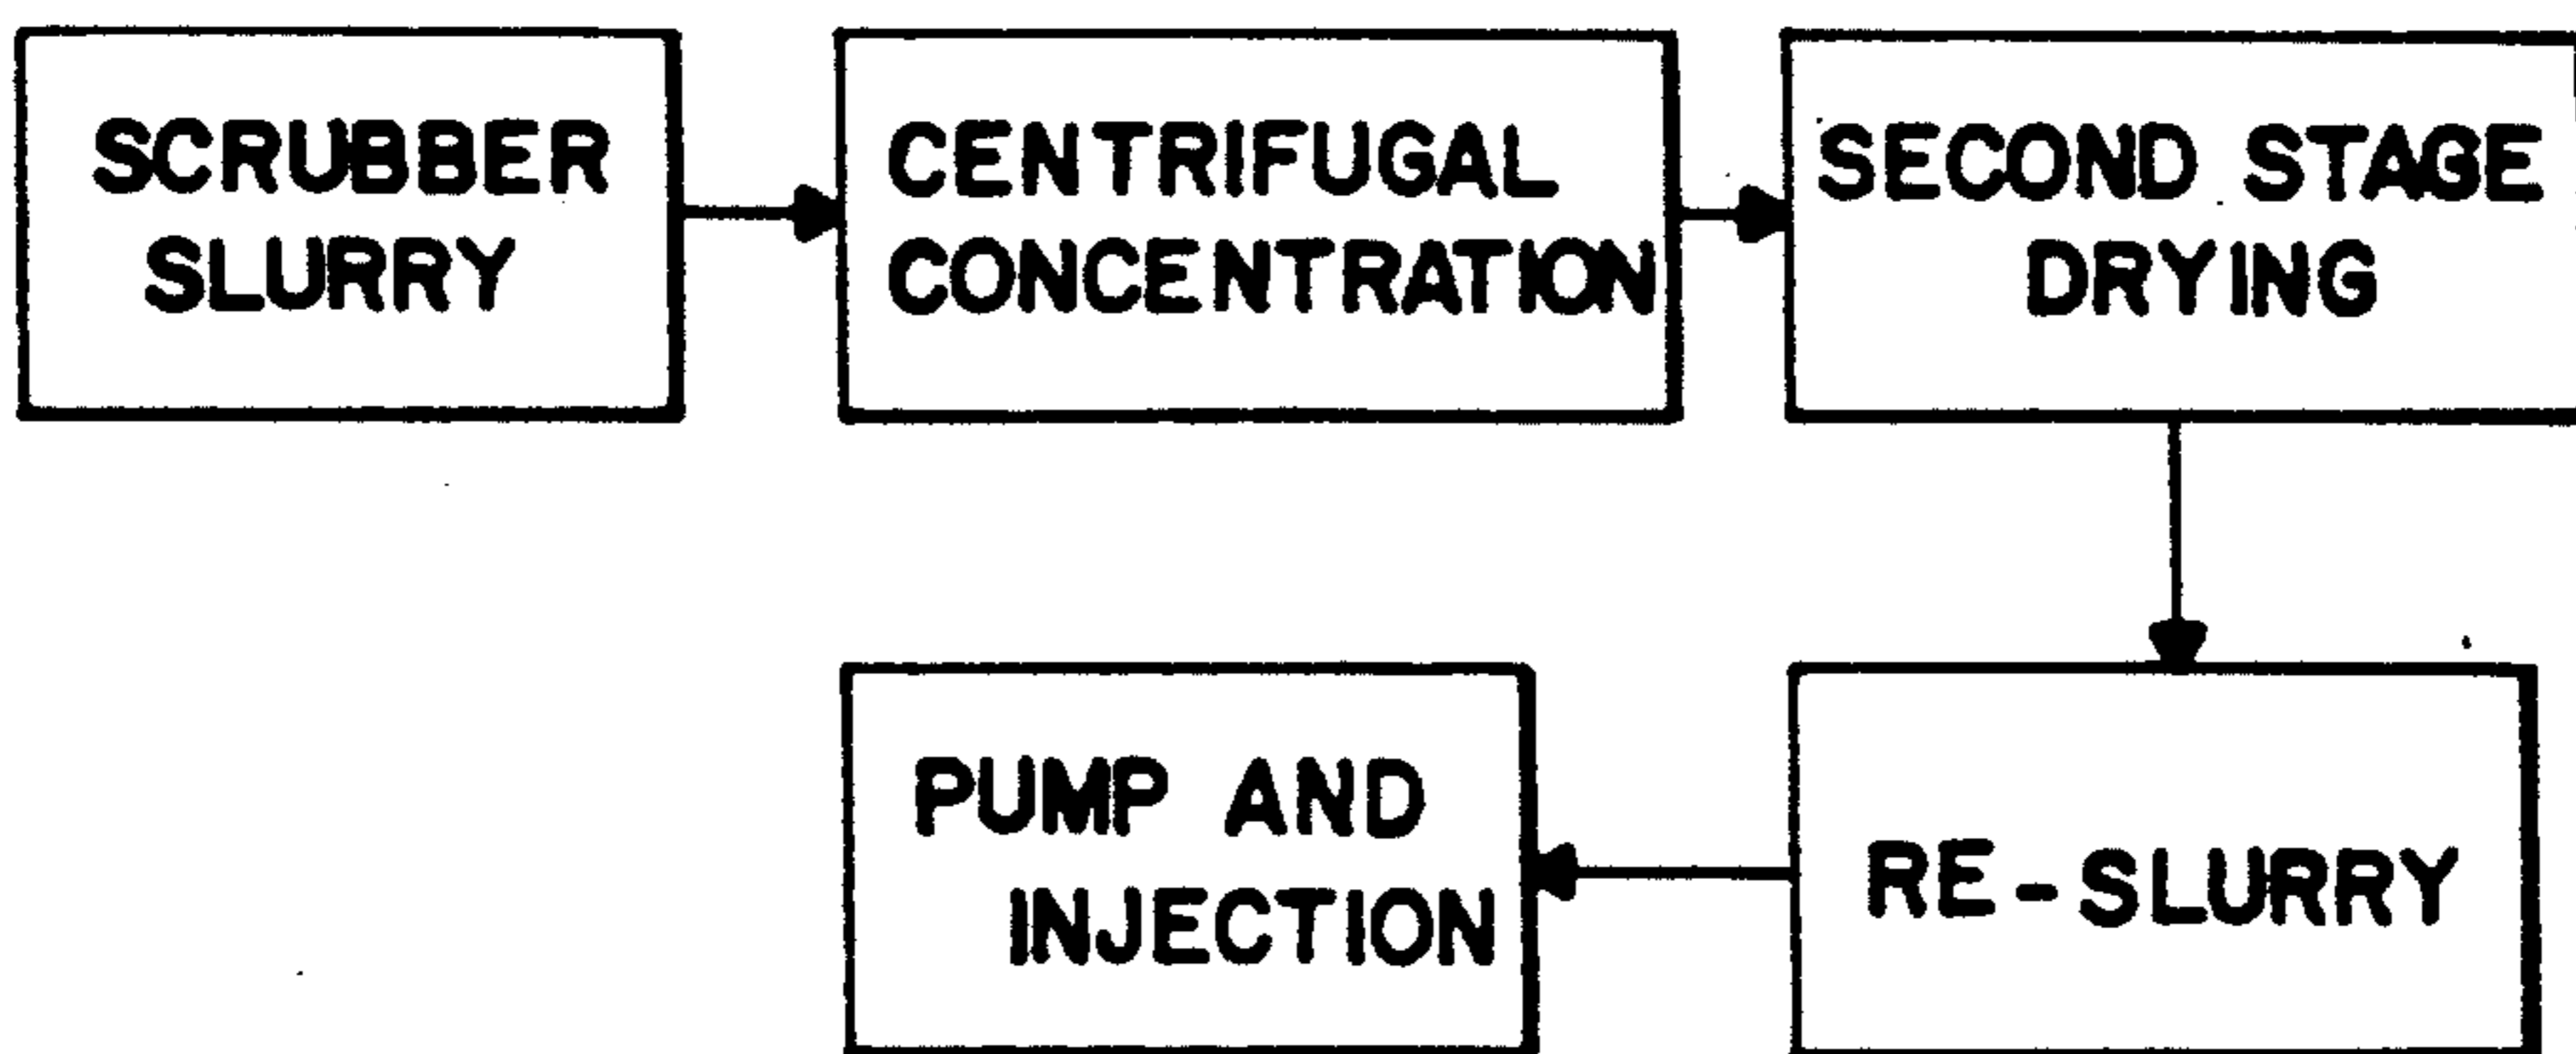 SCRUBBER
SLURRY
CENTRIFUGAL
CONCENTRATION
SECOND STAGE
DRYING
RE-SLURRY
PUMP AND
INJECTION